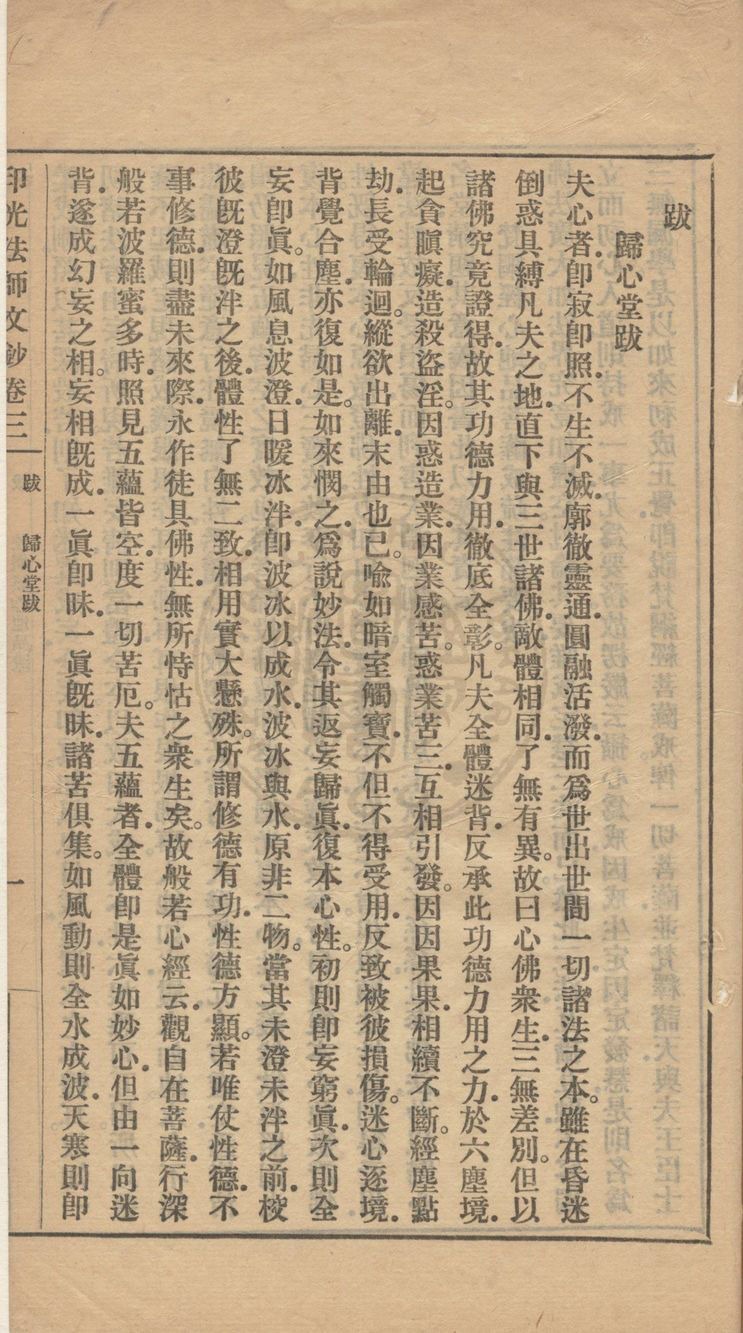 跋
歸心堂跋
夫心者.卽寂卽照.不生不滅.廓徹靈通.圓融活潑.而爲世出世間一切諸法之本。雖在昏迷
倒惑具縛凡夫之地.直下與三世諸佛.敵體相同.了無有異。故曰心佛衆生.三無差別。但以
諸佛究竟證得.故其功德力用.徹底全彰。凡夫全體迷背.反承此功德力用之力.於六塵境.
起貪瞋癡.造殺盜淫。因惑造業.因業感苦。惑業苦三.互相引發。因因果果.相續不斷。經塵點
劫.長受輪迴。縱欲出離.末由也已。喻如暗室觸寶.不但不得受用.反致被彼損傷。迷心逐境.
背覺合塵.亦復如是。如來憫之.爲說妙法.令其返妄歸眞.復本心性。初則卽妄窮眞.次則全
妄卽眞。如風息波澄.日暖冰泮.卽波冰以成水.波冰與水.原非二物。當其未澄未泮之前.校
彼旣澄旣泮之後.體性了無二致.相用實大懸殊。所謂修德有功.性德方顯。若唯仗性德.不
事修德.則盡未來際.永作徒具佛性.無所恃怙之衆生矣。故般若心經云.觀自在菩薩.行深
般若波羅蜜多時.照見五蘊皆空.度一切苦厄。夫五蘊者.全體卽是眞如妙心.但由一向迷
背.遂成幻妄之相。妄相旣成.一眞卽昧.一眞旣昧.諸苦俱集。如風動則全水成波.天寒則卽
印光法師文鈔卷三　跋　歸心堂跋　一